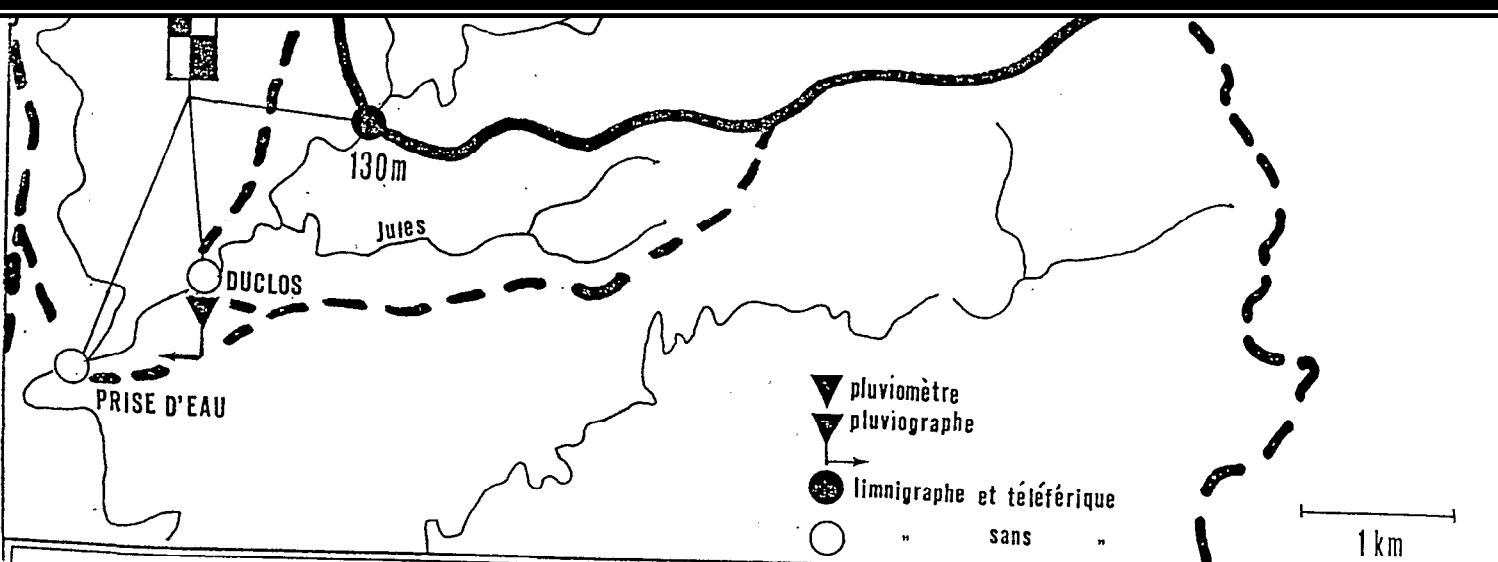 130m
Jules
DUCLOS
PRISE D'EAU
pluviomètre
pluviographe
limnigraphe et téléférique
" sans "
1 km